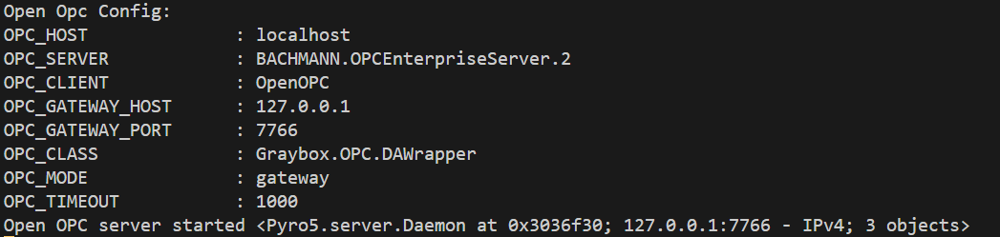 Open Opc Config:
OPC_HOST : localhost
OPC_SERVER : BACHMANN.OPCEnterpriseServer.2
OPC_CLIENT : OpenOPC
OPC_GATEWAY_HOST : 127.0.0.1
OPC_GATEWAY_PORT : 7766
OPC_CLASS : Graybox.OPC.DAWrapper
OPC_MODE : gateway
OPC_TIMEOUT : 1000
Open OPC server started <Pyro5.server.Daemon at 0x3036f30; 127.0.0.1:7766 - IPv4; 3 objects>